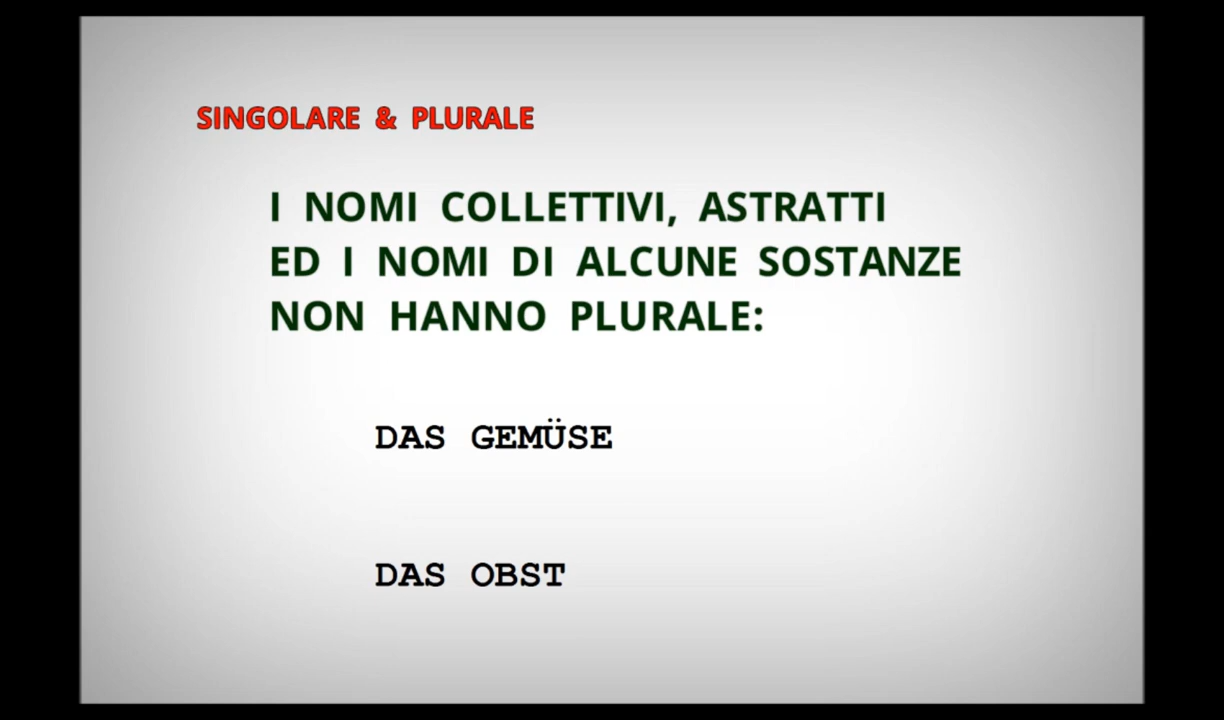 SINGOLARE & PLURALE
I NOMI COLLETTIVI, ASTRATTI
ED I NOMI DI ALCUNE SOSTANZE
NON HANNO PLURALE:
DAS GEMÜSE
DAS OBST